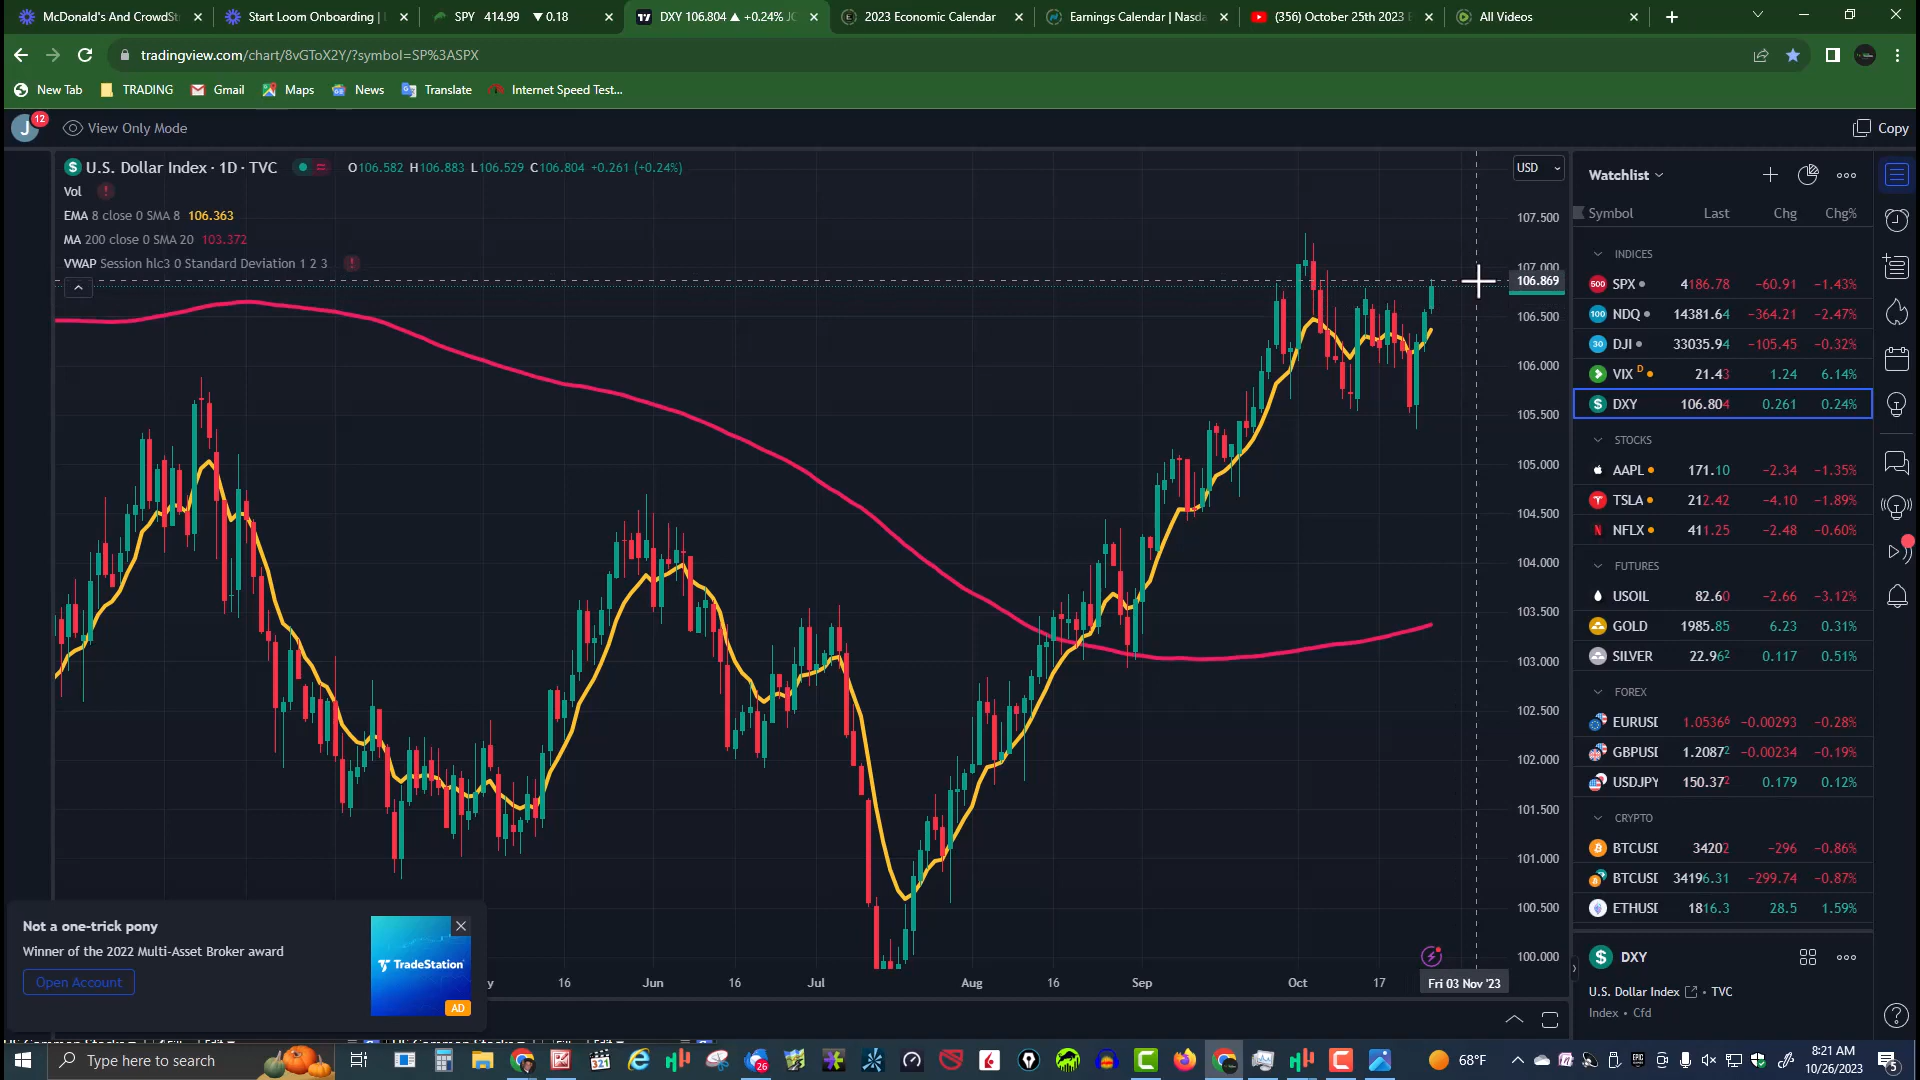 McDonald's And CrowdSt
Start Loom Onboarding |
SPY 414.99 ▼0.18
DXY 106.804 ▲ +0.24%
2023 Economic Calendar
Earnings Calendar | Nasda
(356) October 25th 2023
All Videos
tradingview.com/chart/8vGToX2Y/?symbol=SP%3ASPX
New Tab
TRADING
Gmail
Maps
News
Translate
Internet Speed Test...
J
12
View Only Mode
Copy
U.S. Dollar Index · 1D · TVC
O106.582 H106.883 L106.529 C106.804 +0.261 (+0.24%)
Vol
EMA 8 close 0 SMA 8 106.363
MA 200 close 0 SMA 20 103.372
VWAP Session hlc3 0 Standard Deviation 1 2 3
USD
107.500
107.000
106.869
106.500
106.000
105.500
105.000
104.500
104.000
103.500
103.000
102.500
102.000
101.500
101.000
100.500
100.000
16
Jun
16
Jul
Aug
16
Sep
Oct
17
Fri 03 Nov '23
Watchlist
Symbol Last Chg Chg%
INDICES
SPX 4186.78 −60.91 −1.43%
NDQ 14381.64 −364.21 −2.47%
DJI 33035.94 −105.45 −0.32%
VIX D 21.43 1.24 6.14%
DXY 106.804 0.261 0.24%
STOCKS
AAPL 171.10 −2.34 −1.35%
TSLA 212.42 −4.10 −1.89%
NFLX 411.25 −2.48 −0.60%
FUTURES
USOIL 82.60 −2.66 −3.12%
GOLD 1985.85 6.23 0.31%
SILVER 22.962 0.117 0.51%
FOREX
EURUSD 1.05366 −0.00293 −0.28%
GBPUSD 1.20872 −0.00234 −0.19%
USDJPY 150.372 0.179 0.12%
CRYPTO
BTCUSD 34202 −296 −0.86%
BTCUSD 34196.31 −299.74 −0.87%
ETHUSD 1816.3 28.5 1.59%
DXY
U.S. Dollar Index · TVC
Index · Cfd
Not a one-trick pony
Winner of the 2022 Multi-Asset Broker award
Open Account
TradeStation
AD
Type here to search
26
68°F
8:21 AM
10/26/2023
5